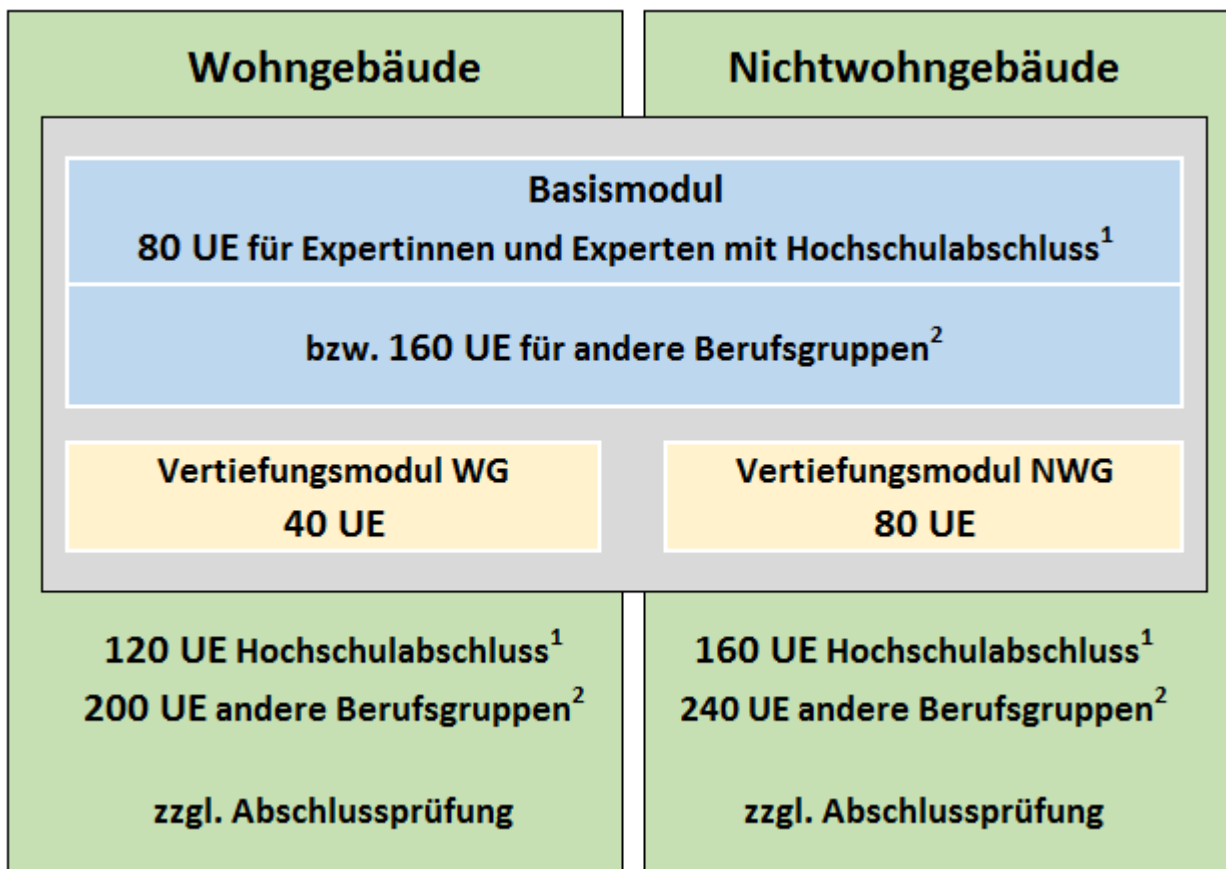 Wohngebäude
Nichtwohngebäude
Basismodul
80 UE für Expertinnen und Experten mit Hochschulabschluss¹
bzw. 160 UE für andere Berufsgruppen²
Vertiefungsmodul WG
40 UE
Vertiefungsmodul NWG
80 UE
120 UE Hochschulabschluss¹
200 UE andere Berufsgruppen²
zzgl. Abschlussprüfung
160 UE Hochschulabschluss¹
240 UE andere Berufsgruppen²
zzgl. Abschlussprüfung